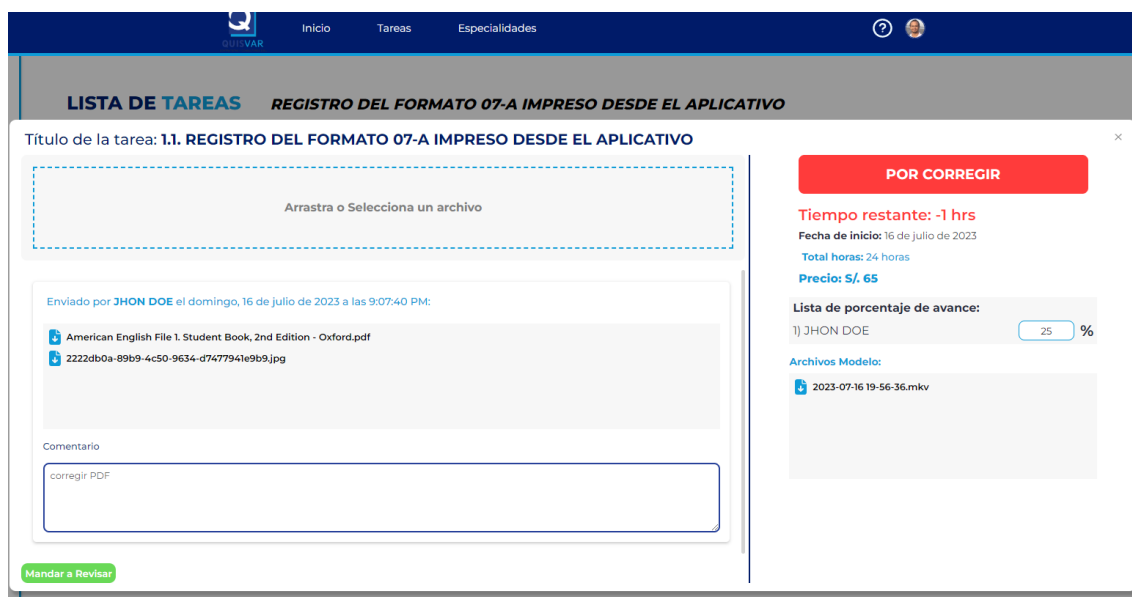 QUISVAR
Inicio
Tareas
Especialidades
?
LISTA DE TAREAS
REGISTRO DEL FORMATO 07-A IMPRESO DESDE EL APLICATIVO
Título de la tarea: 1.1. REGISTRO DEL FORMATO 07-A IMPRESO DESDE EL APLICATIVO
×
Arrastra o Selecciona un archivo
Enviado por JHON DOE el domingo, 16 de julio de 2023 a las 9:07:40 PM:
American English File 1. Student Book, 2nd Edition - Oxford.pdf
2222db0a-89b9-4c50-9634-d7477941e9b9.jpg
Comentario
corregir PDF
Mandar a Revisar
POR CORREGIR
Tiempo restante: -1 hrs
Fecha de inicio: 16 de julio de 2023
Total horas: 24 horas
Precio: S/. 65
Lista de porcentaje de avance:
1) JHON DOE 25 %
Archivos Modelo:
2023-07-16 19-56-36.mkv